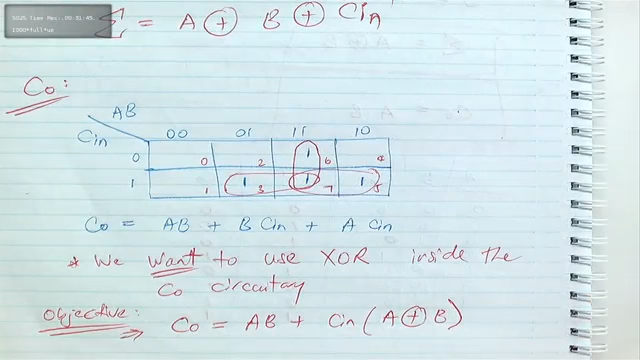 Σ = A ⊕ B ⊕ Cin
Co:
AB
Cin 00 01 11 10
0 0 2 1 6 4
1 1 1 3 1 7 1 5
Co = AB + B Cin + A Cin
* We want to use XOR inside the
Co circuitry
Objective: Co = AB + Cin (A ⊕ B)